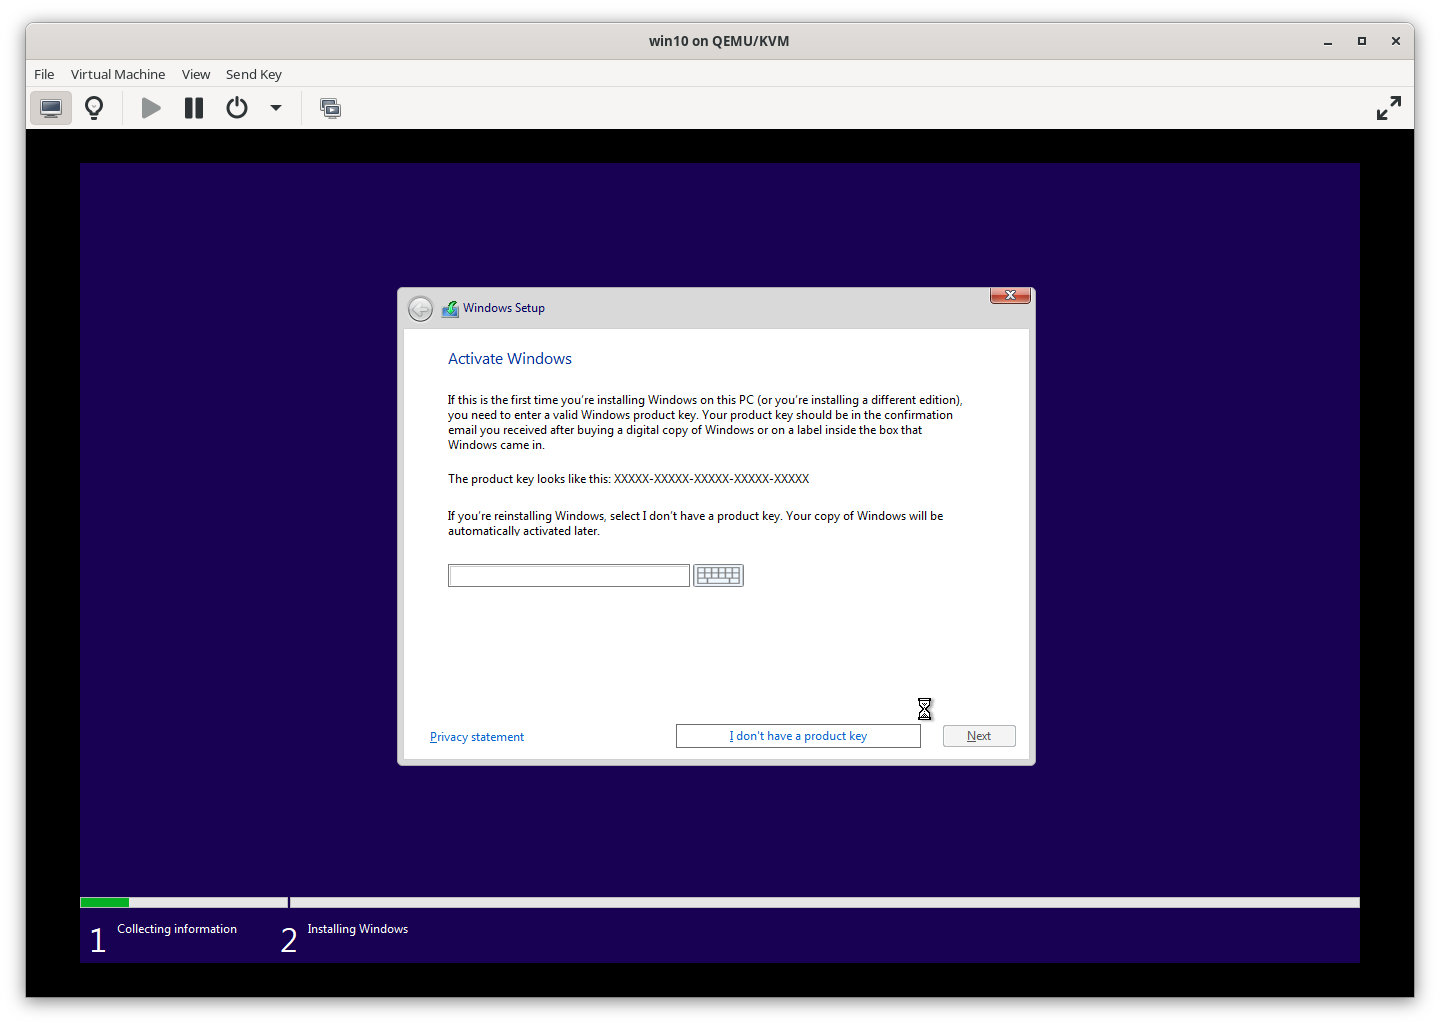 win10 on QEMU/KVM
File Virtual Machine View Send Key
Windows Setup
Activate Windows
If this is the first time you're installing Windows on this PC (or you're installing a different edition),
you need to enter a valid Windows product key. Your product key should be in the confirmation
email you received after buying a digital copy of Windows or on a label inside the box that
Windows came in.
The product key looks like this: XXXXX-XXXXX-XXXXX-XXXXX-XXXXX
If you're reinstalling Windows, select I don't have a product key. Your copy of Windows will be
automatically activated later.
Privacy statement
I don't have a product key
Next
1 Collecting information
2 Installing Windows